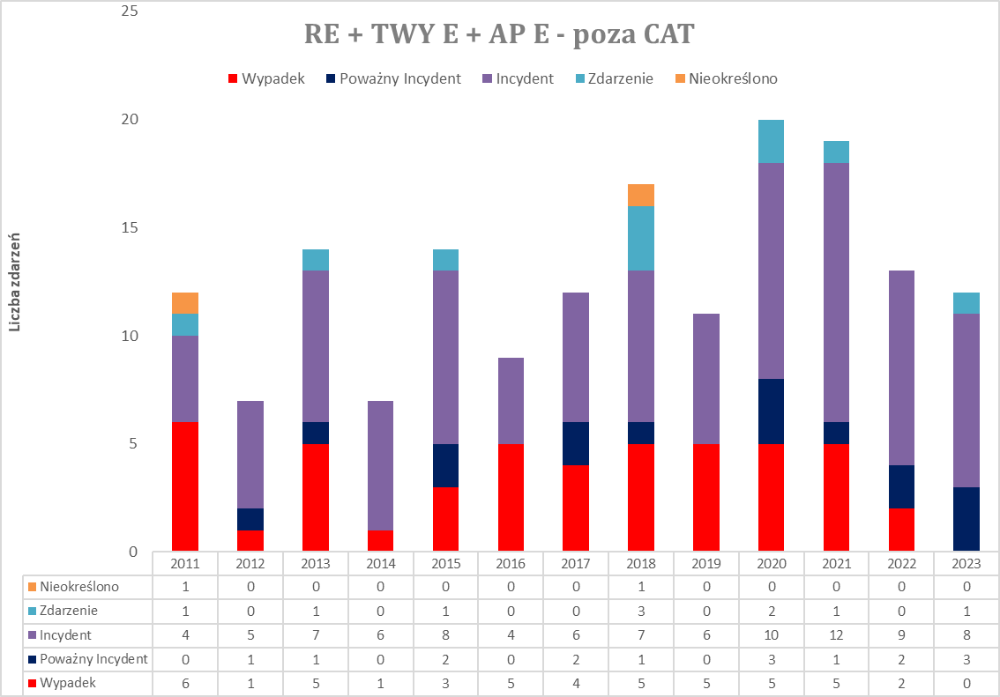 RE + TWY E + AP E - poza CAT
Wypadek Poważny Incydent Incydent Zdarzenie Nieokreślono
Liczba zdarzeń
25
20
15
10
5
0
2011 2012 2013 2014 2015 2016 2017 2018 2019 2020 2021 2022 2023
Nieokreślono 1 0 0 0 0 0 0 1 0 0 0 0 0
Zdarzenie 1 0 1 0 1 0 0 3 0 2 1 0 1
Incydent 4 5 7 6 8 4 6 7 6 10 12 9 8
Poważny Incydent 0 1 1 0 2 0 2 1 0 3 1 2 3
Wypadek 6 1 5 1 3 5 4 5 5 5 5 2 0